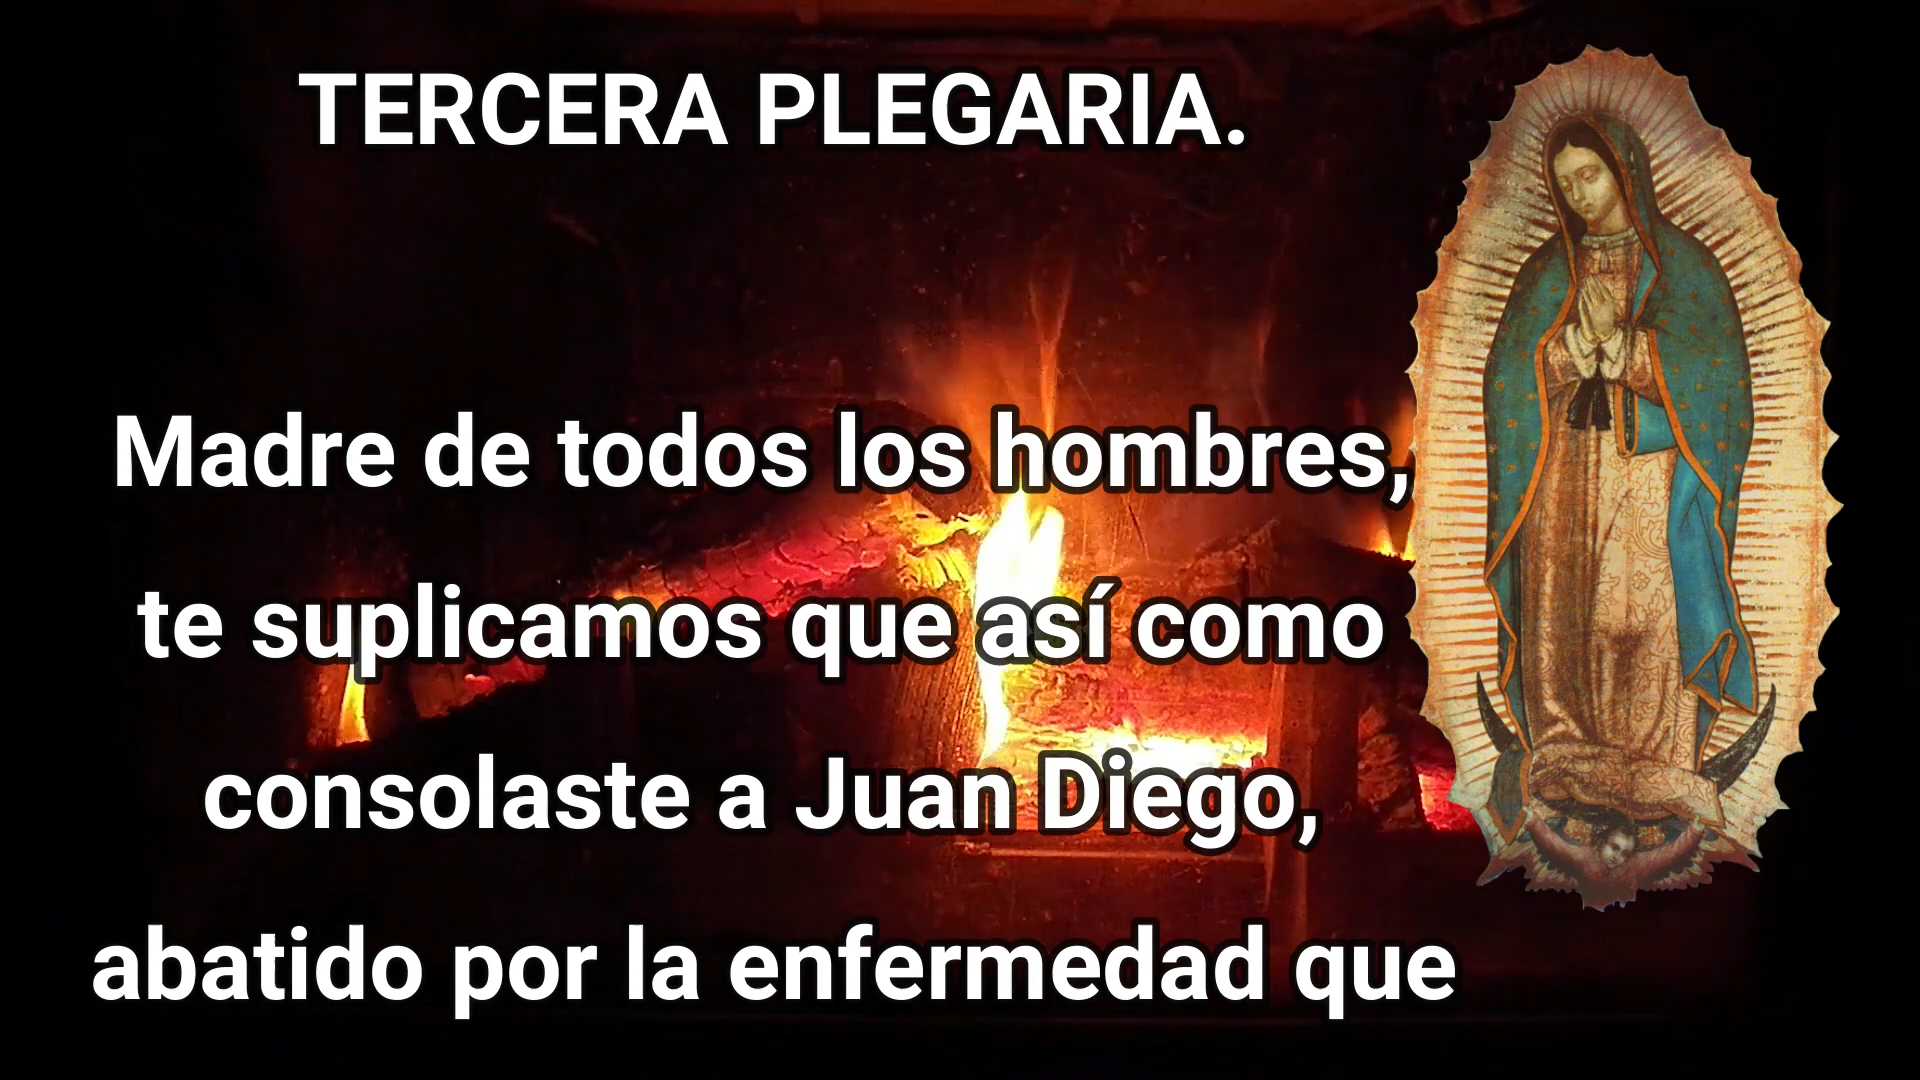 TERCERA PLEGARIA.
Madre de todos los hombres,
te suplicamos que así como
consolaste a Juan Diego,
abatido por la enfermedad que